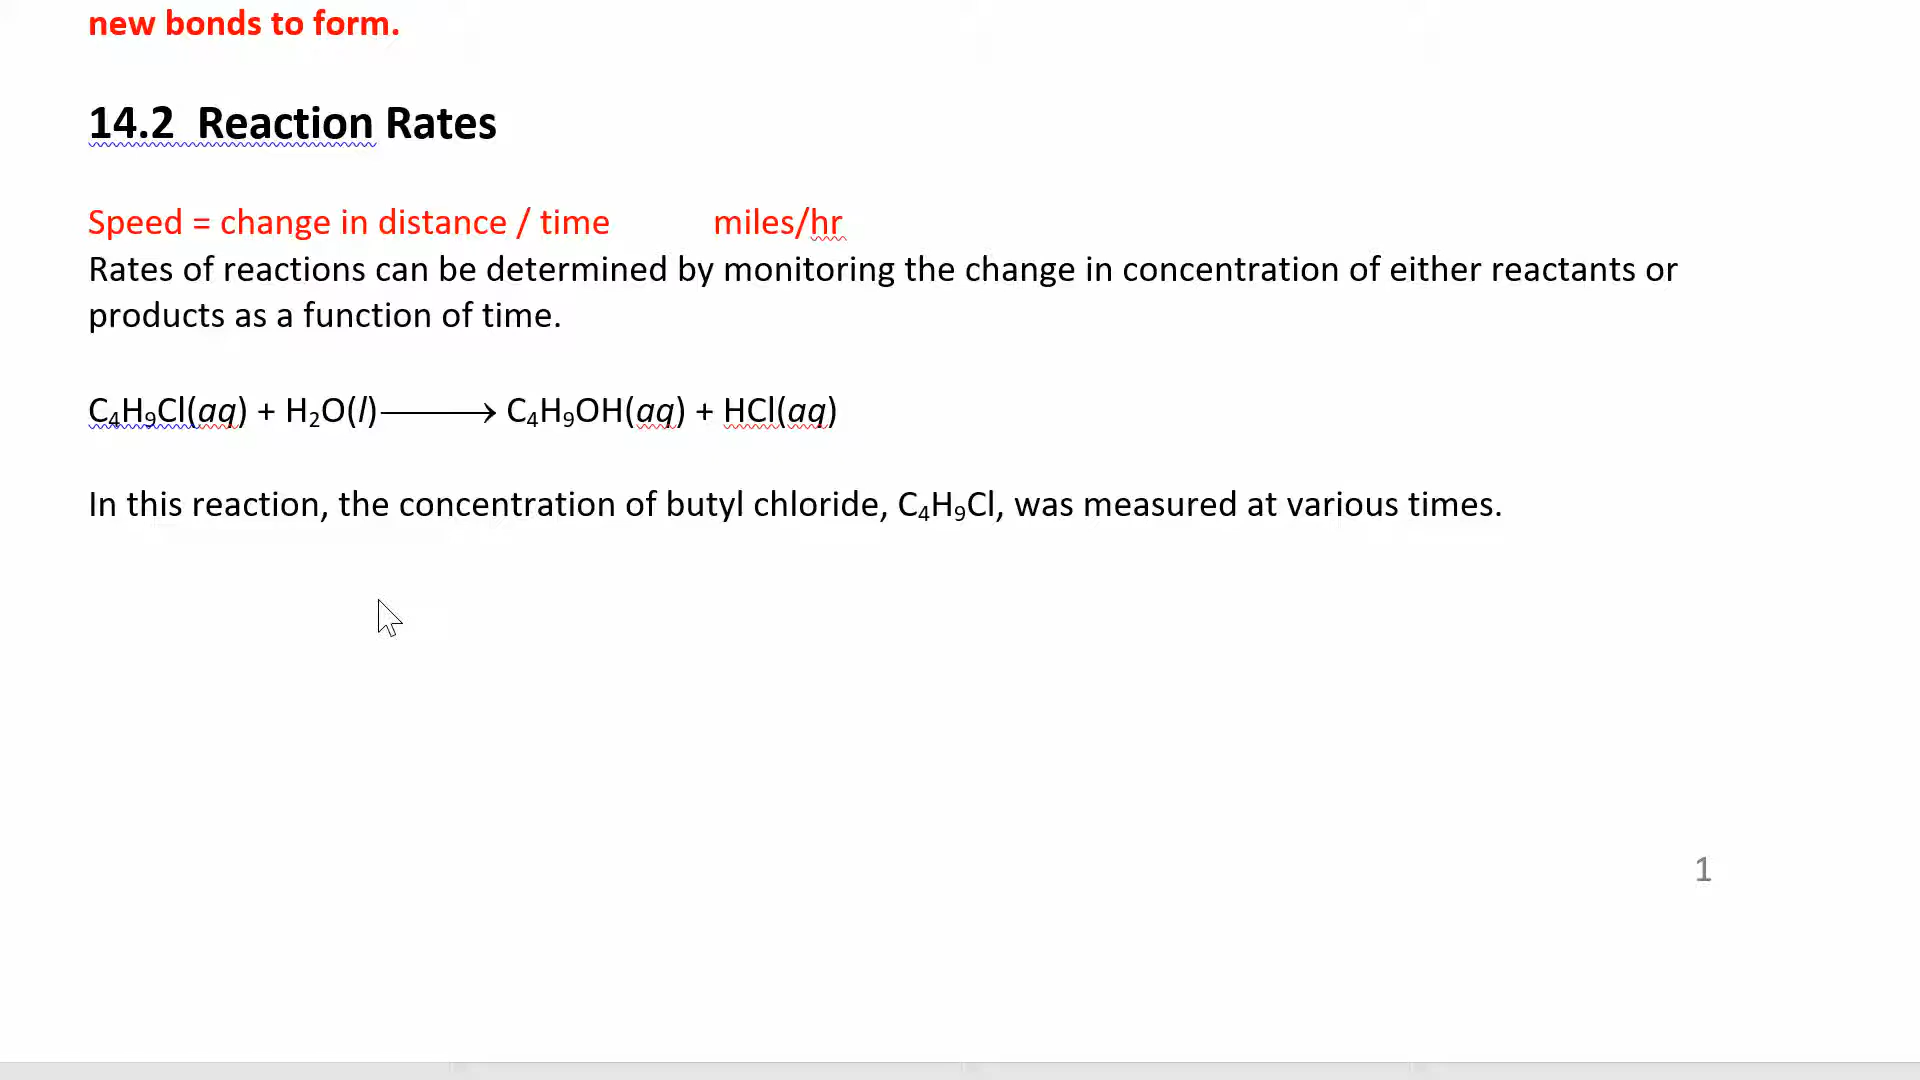 new bonds to form.
14.2  Reaction Rates
Speed = change in distance / time miles/hr
Rates of reactions can be determined by monitoring the change in concentration of either reactants or
products as a function of time.
C₄H₉Cl(aq) + H₂O(l) ⟶ C₄H₉OH(aq) + HCl(aq)
In this reaction, the concentration of butyl chloride, C₄H₉Cl, was measured at various times.
1